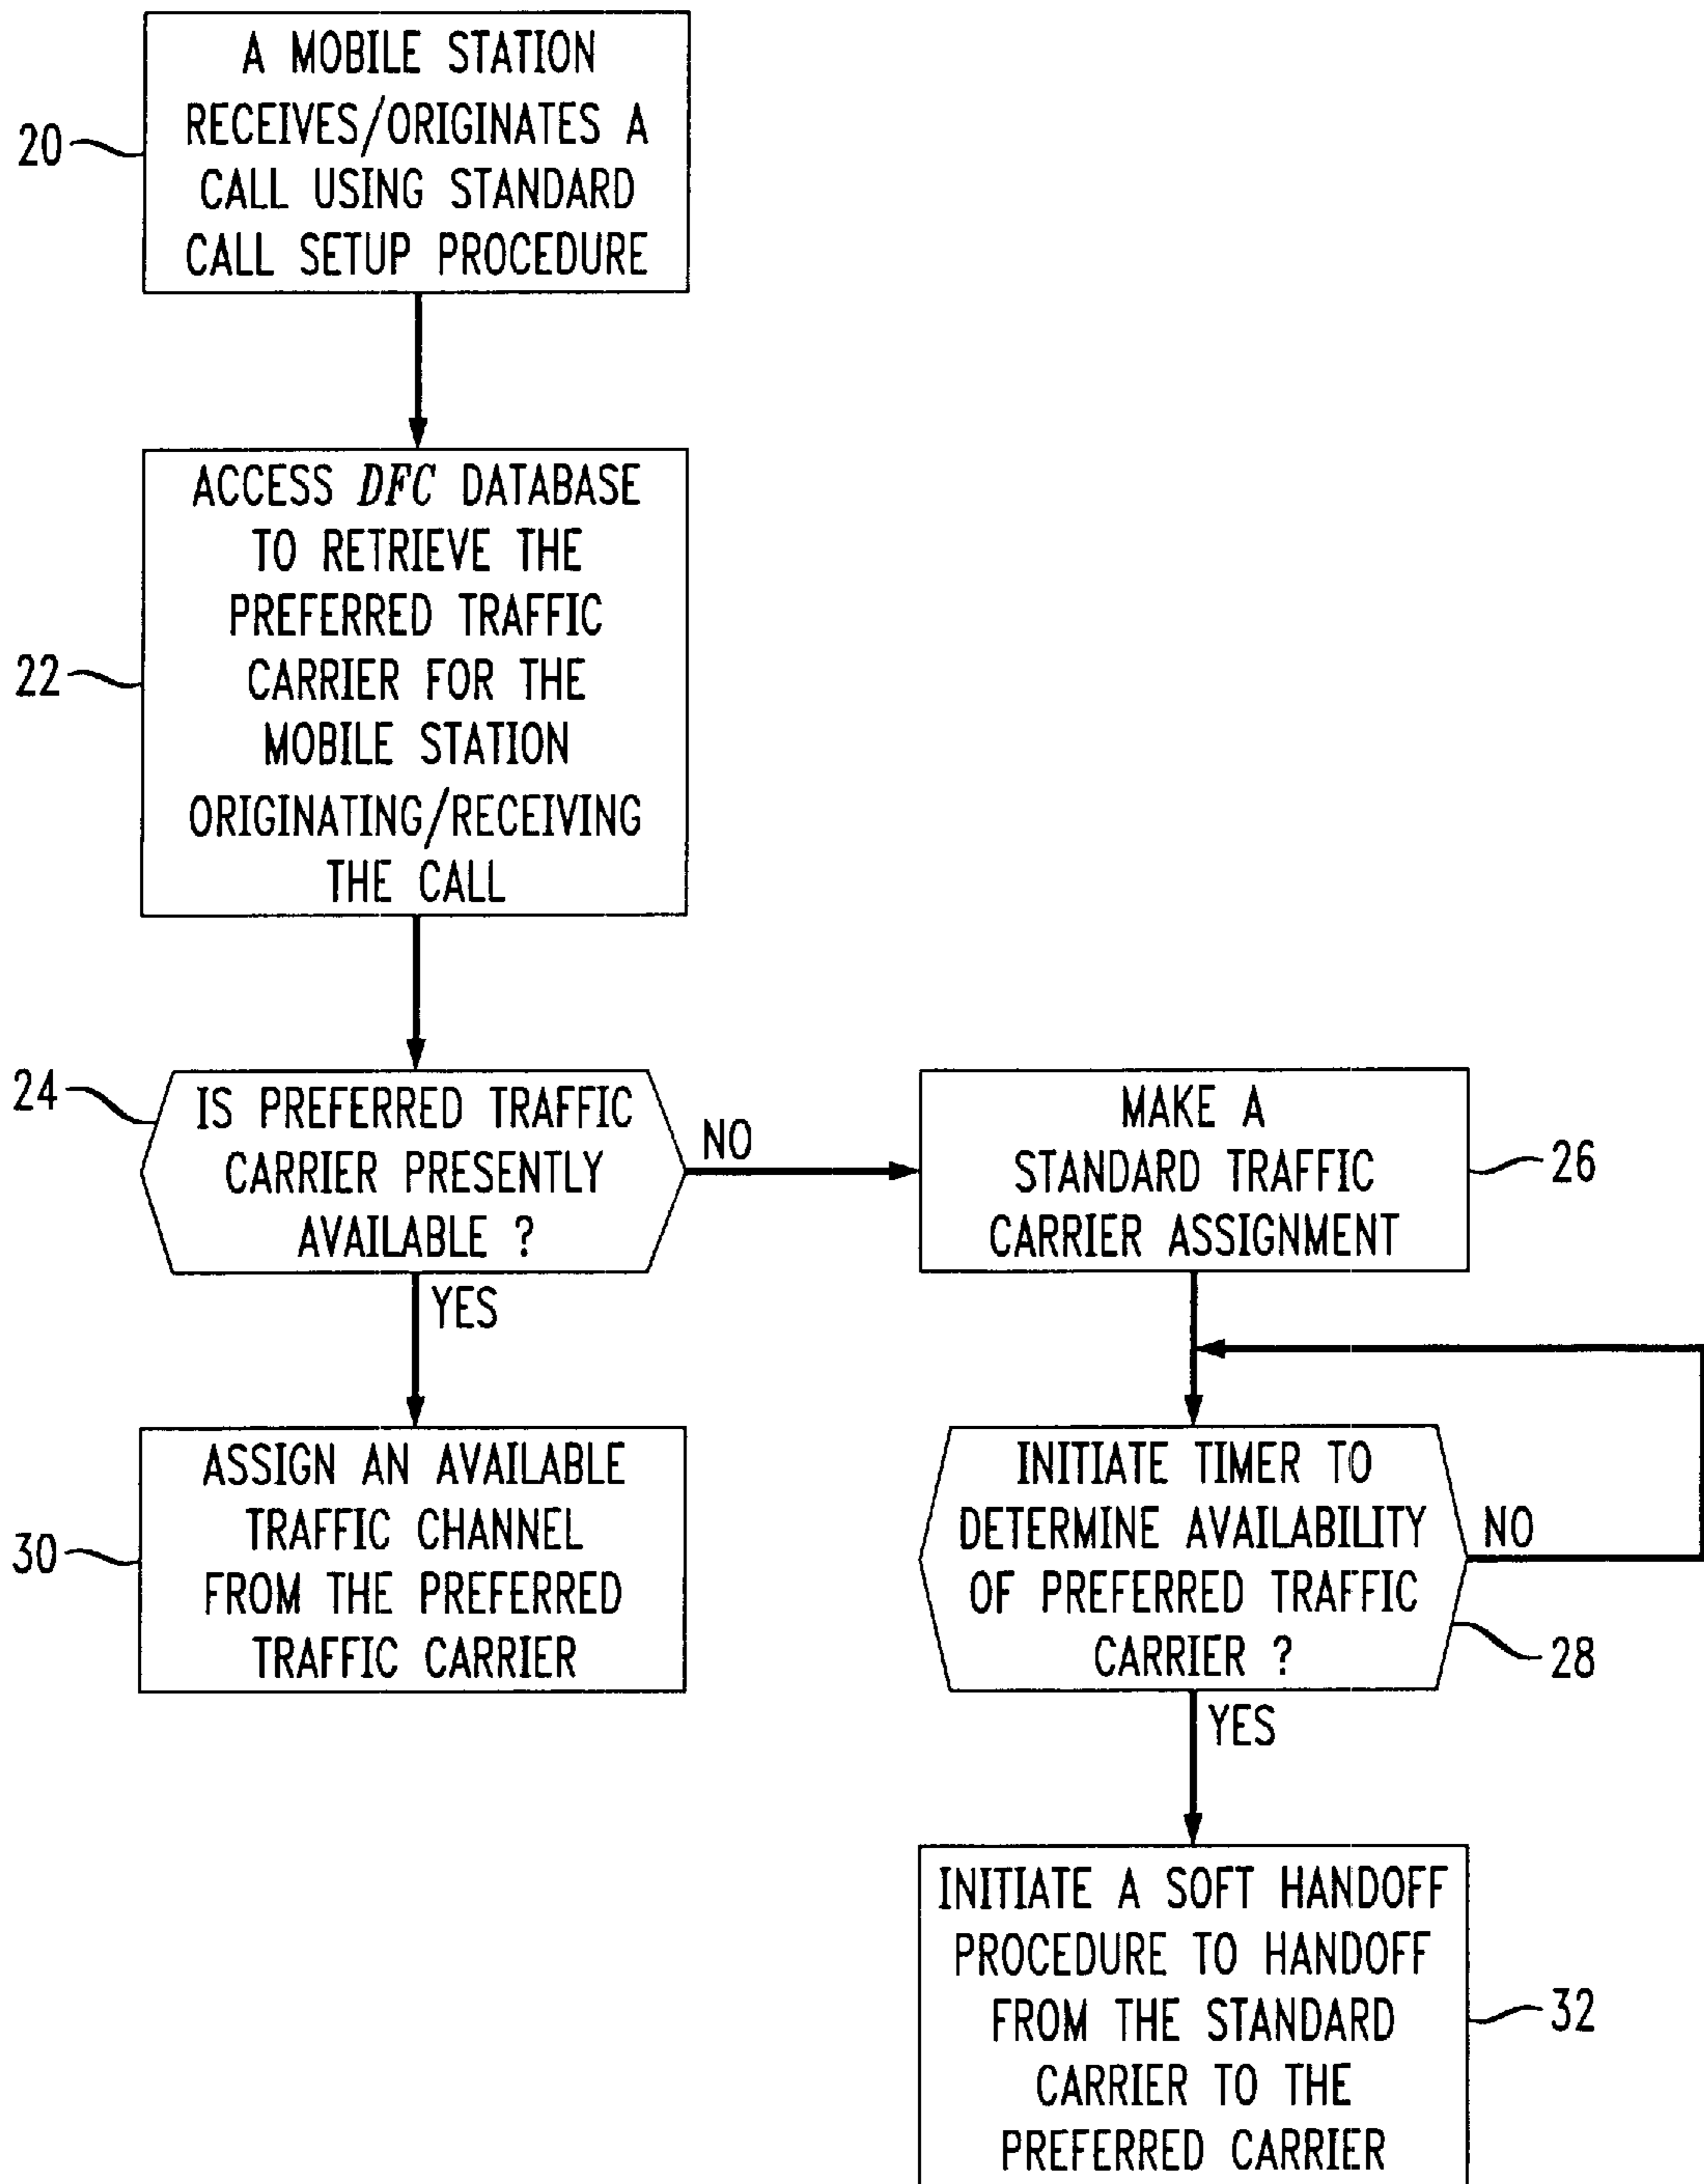 A MOBILE STATION
RECEIVES/ORIGINATES A
CALL USING STANDARD
CALL SETUP PROCEDURE
20
ACCESS DFC DATABASE
TO RETRIEVE THE
PREFERRED TRAFFIC
CARRIER FOR THE
MOBILE STATION
ORIGINATING/RECEIVING
THE CALL
22
24
IS PREFERRED TRAFFIC
CARRIER PRESENTLY
AVAILABLE ?
NO
YES
MAKE A
STANDARD TRAFFIC
CARRIER ASSIGNMENT
26
ASSIGN AN AVAILABLE
TRAFFIC CHANNEL
FROM THE PREFERRED
TRAFFIC CARRIER
30
INITIATE TIMER TO
DETERMINE AVAILABILITY
OF PREFERRED TRAFFIC
CARRIER ?
NO
28
YES
INITIATE A SOFT HANDOFF
PROCEDURE TO HANDOFF
FROM THE STANDARD
CARRIER TO THE
PREFERRED CARRIER
32